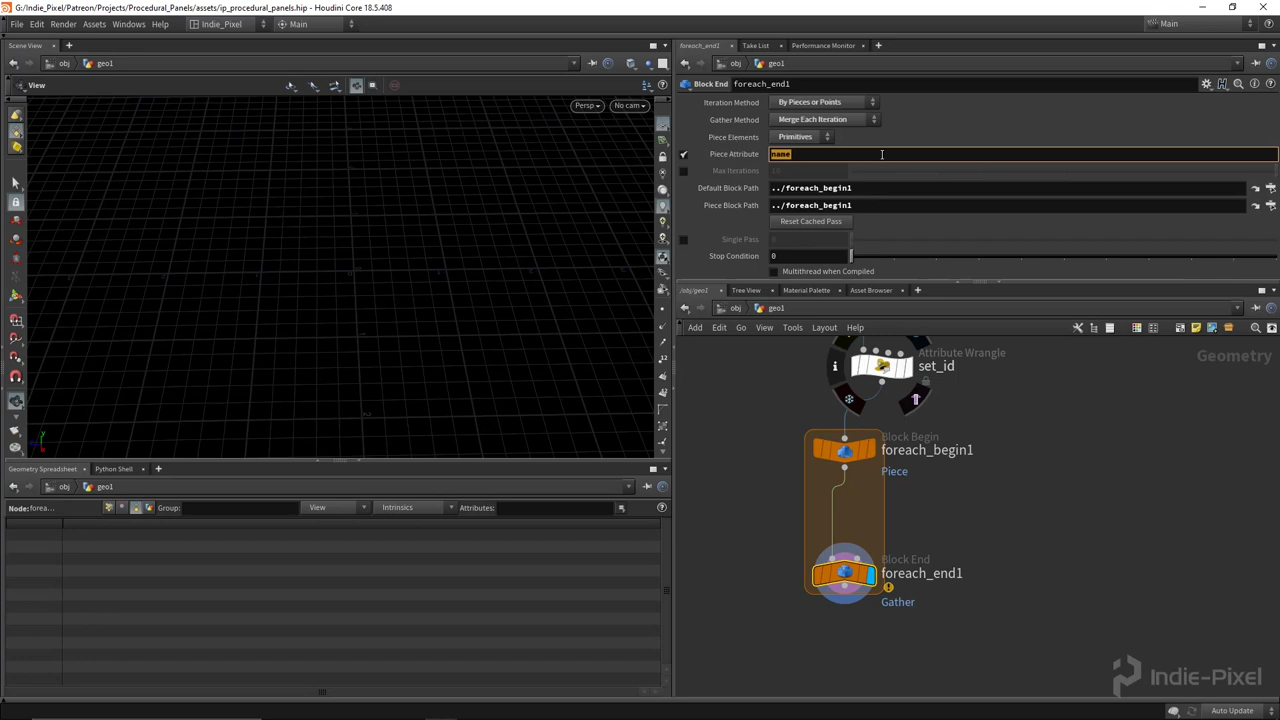 G:/Indie_Pixel/Patreon/Projects/Procedural_Panels/assets/ip_procedural_panels.hip - Houdini Core 18.5.408
File Edit Render Assets Windows Help Indie_Pixel Main Main
Scene View
obj geo1
View
Persp No cam
Geometry Spreadsheet Python Shell
obj geo1
Node: forea... Group: View Intrinsics Attributes:
foreach_end1 Take List Performance Monitor
obj geo1
Block End foreach_end1
Iteration Method By Pieces or Points
Gather Method Merge Each Iteration
Piece Elements Primitives
Piece Attribute name
Max Iterations 10
Default Block Path ../foreach_begin1
Piece Block Path ../foreach_begin1
Reset Cached Pass
Single Pass 0
Stop Condition 0
Multithread when Compiled
/obj/geo1 Tree View Material Palette Asset Browser
obj geo1
Add Edit Go View Tools Layout Help
Geometry
Attribute Wrangle
set_id
Block Begin
foreach_begin1
Piece
Block End
foreach_end1
Gather
Indie-Pixel
Auto Update